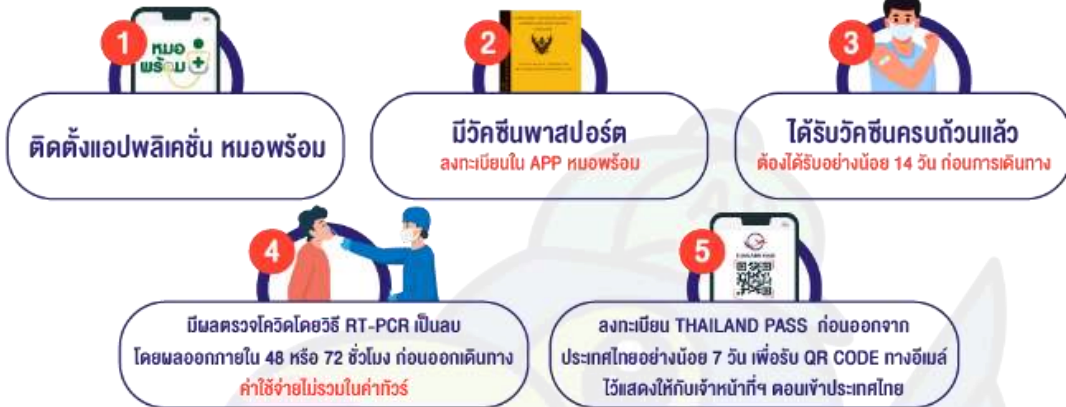 1
หมอ
พร้อม
ติดตั้งแอปพลิเคชั่น หมอพร้อม
2
มีวัคซีนพาสปอร์ต
ลงทะเบียนใน APP หมอพร้อม
3
ได้รับวัคซีนครบถ้วนแล้ว
ต้องได้รับอย่างน้อย 14 วัน ก่อนการเดินทาง
4
มีผลตรวจโควิดโดยวิธี RT-PCR เป็นลบ
โดยผลออกภายใน 48 หรือ 72 ชั่วโมง ก่อนออกเดินทาง
ค่าใช้จ่ายไม่รวมในค่าทัวร์
5
THAILAND PASS
ลงทะเบียน THAILAND PASS ก่อนออกจาก
ประเทศไทยอย่างน้อย 7 วัน เพื่อรับ QR CODE ทางอีเมล์
ไว้แสดงให้กับเจ้าหน้าที่ฯ ตอนเข้าประเทศไทย